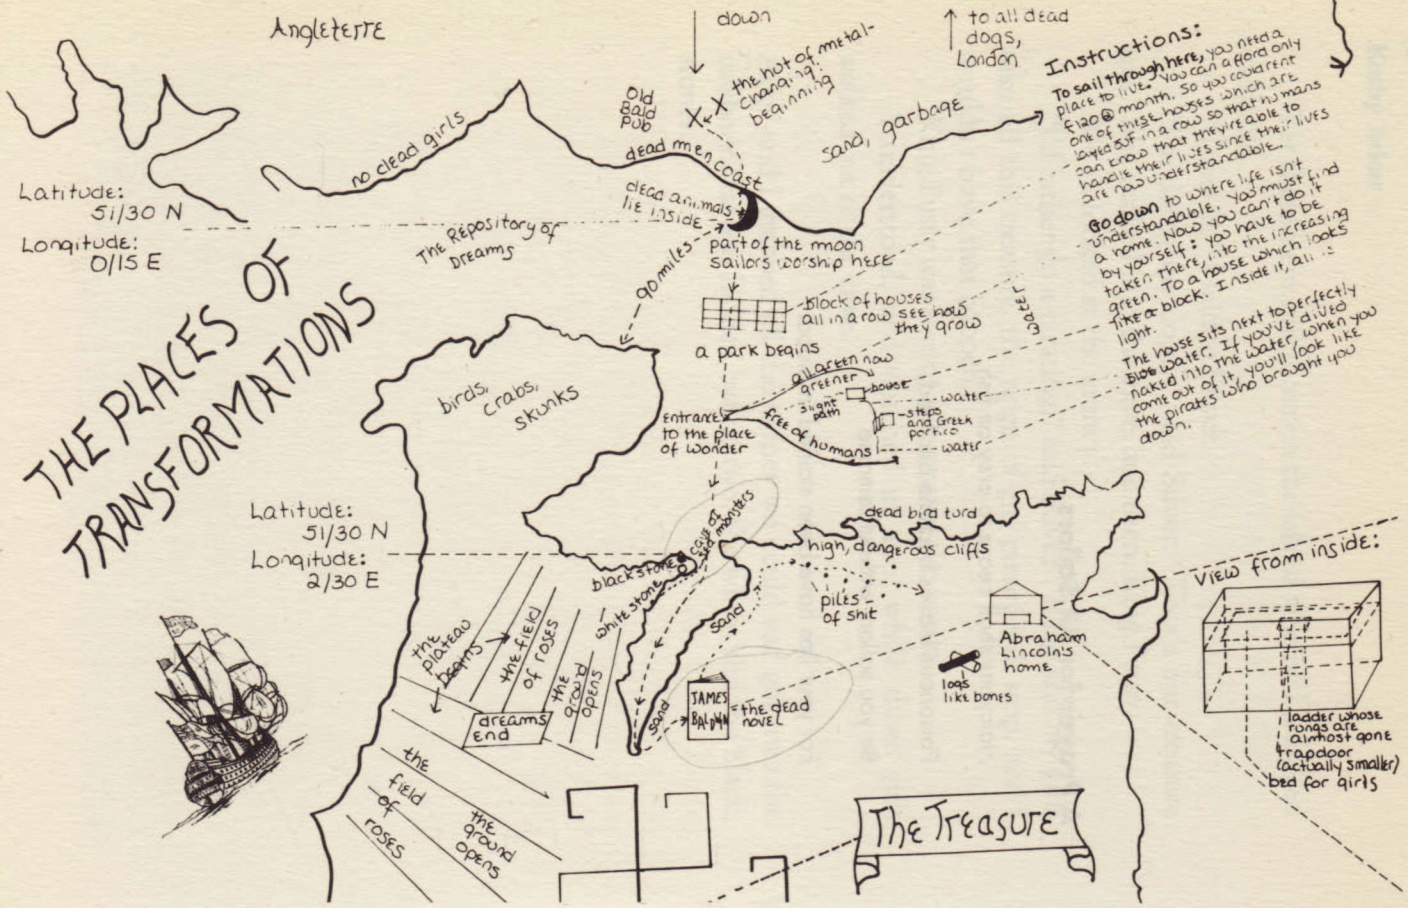 Angleterre
down
to all dead
dogs,
London
the hut of metal-
changing:
beginning
Old
Bald
Pub
no dead girls
dead men coast
sand, garbage
Latitude:
51/30 N
Longitude:
0/15 E
dead animals
lie inside
The Repository of
Dreams
part of the moon
sailors worship here
90 miles
THE PLACES OF
TRANSFORMATIONS
block of houses
all in a row see how
they grow
water
a park begins
all green now
greener
house
slight
path
water
steps
and Greek
portico
water
free of humans
entrance
to the place
of wonder
birds,
crabs,
skunks
Instructions:
To sail through here, you need a
place to live. You can afford only
£120@month. So you could rent
one of these houses which are
layed out in a row so that humans
can know that they're able to
handle their lives since their lives
are now understandable.
Go down to where life isn't
understandable. You must find
a home. Now you can't do it
by yourself: you have to be
taken there, into the increasing
green. To a house which looks
like a block. Inside it, all is
light.
The house sits next to perfectly
blue water. If you've dived
naked into the water, when you
come out of it, you'll look like
the pirates who brought you
down.
Latitude:
51/30 N
Longitude:
2/30 E
cave of
sea monsters
dead bird turd
high, dangerous cliffs
black stone
white stone
sand
piles
of shit
Abraham
Lincoln's
home
logs
like bones
View from inside:
ladder whose
rungs are
almost gone
trapdoor
(actually smaller)
bed for girls
the
plateau
begins
the field
of roses
the
ground
opens
dreams
end
sand
JAMES
BALDWIN
the dead
novel
the
field
of
roses
the
ground
opens
The Treasure